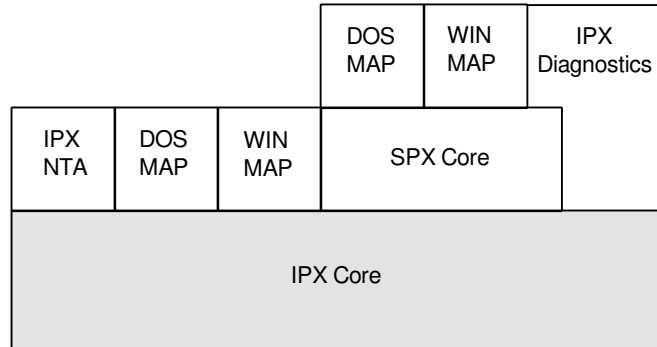 DOS
MAP
WIN
MAP
IPX
Diagnostics
IPX
NTA
DOS
MAP
WIN
MAP
SPX Core
IPX Core